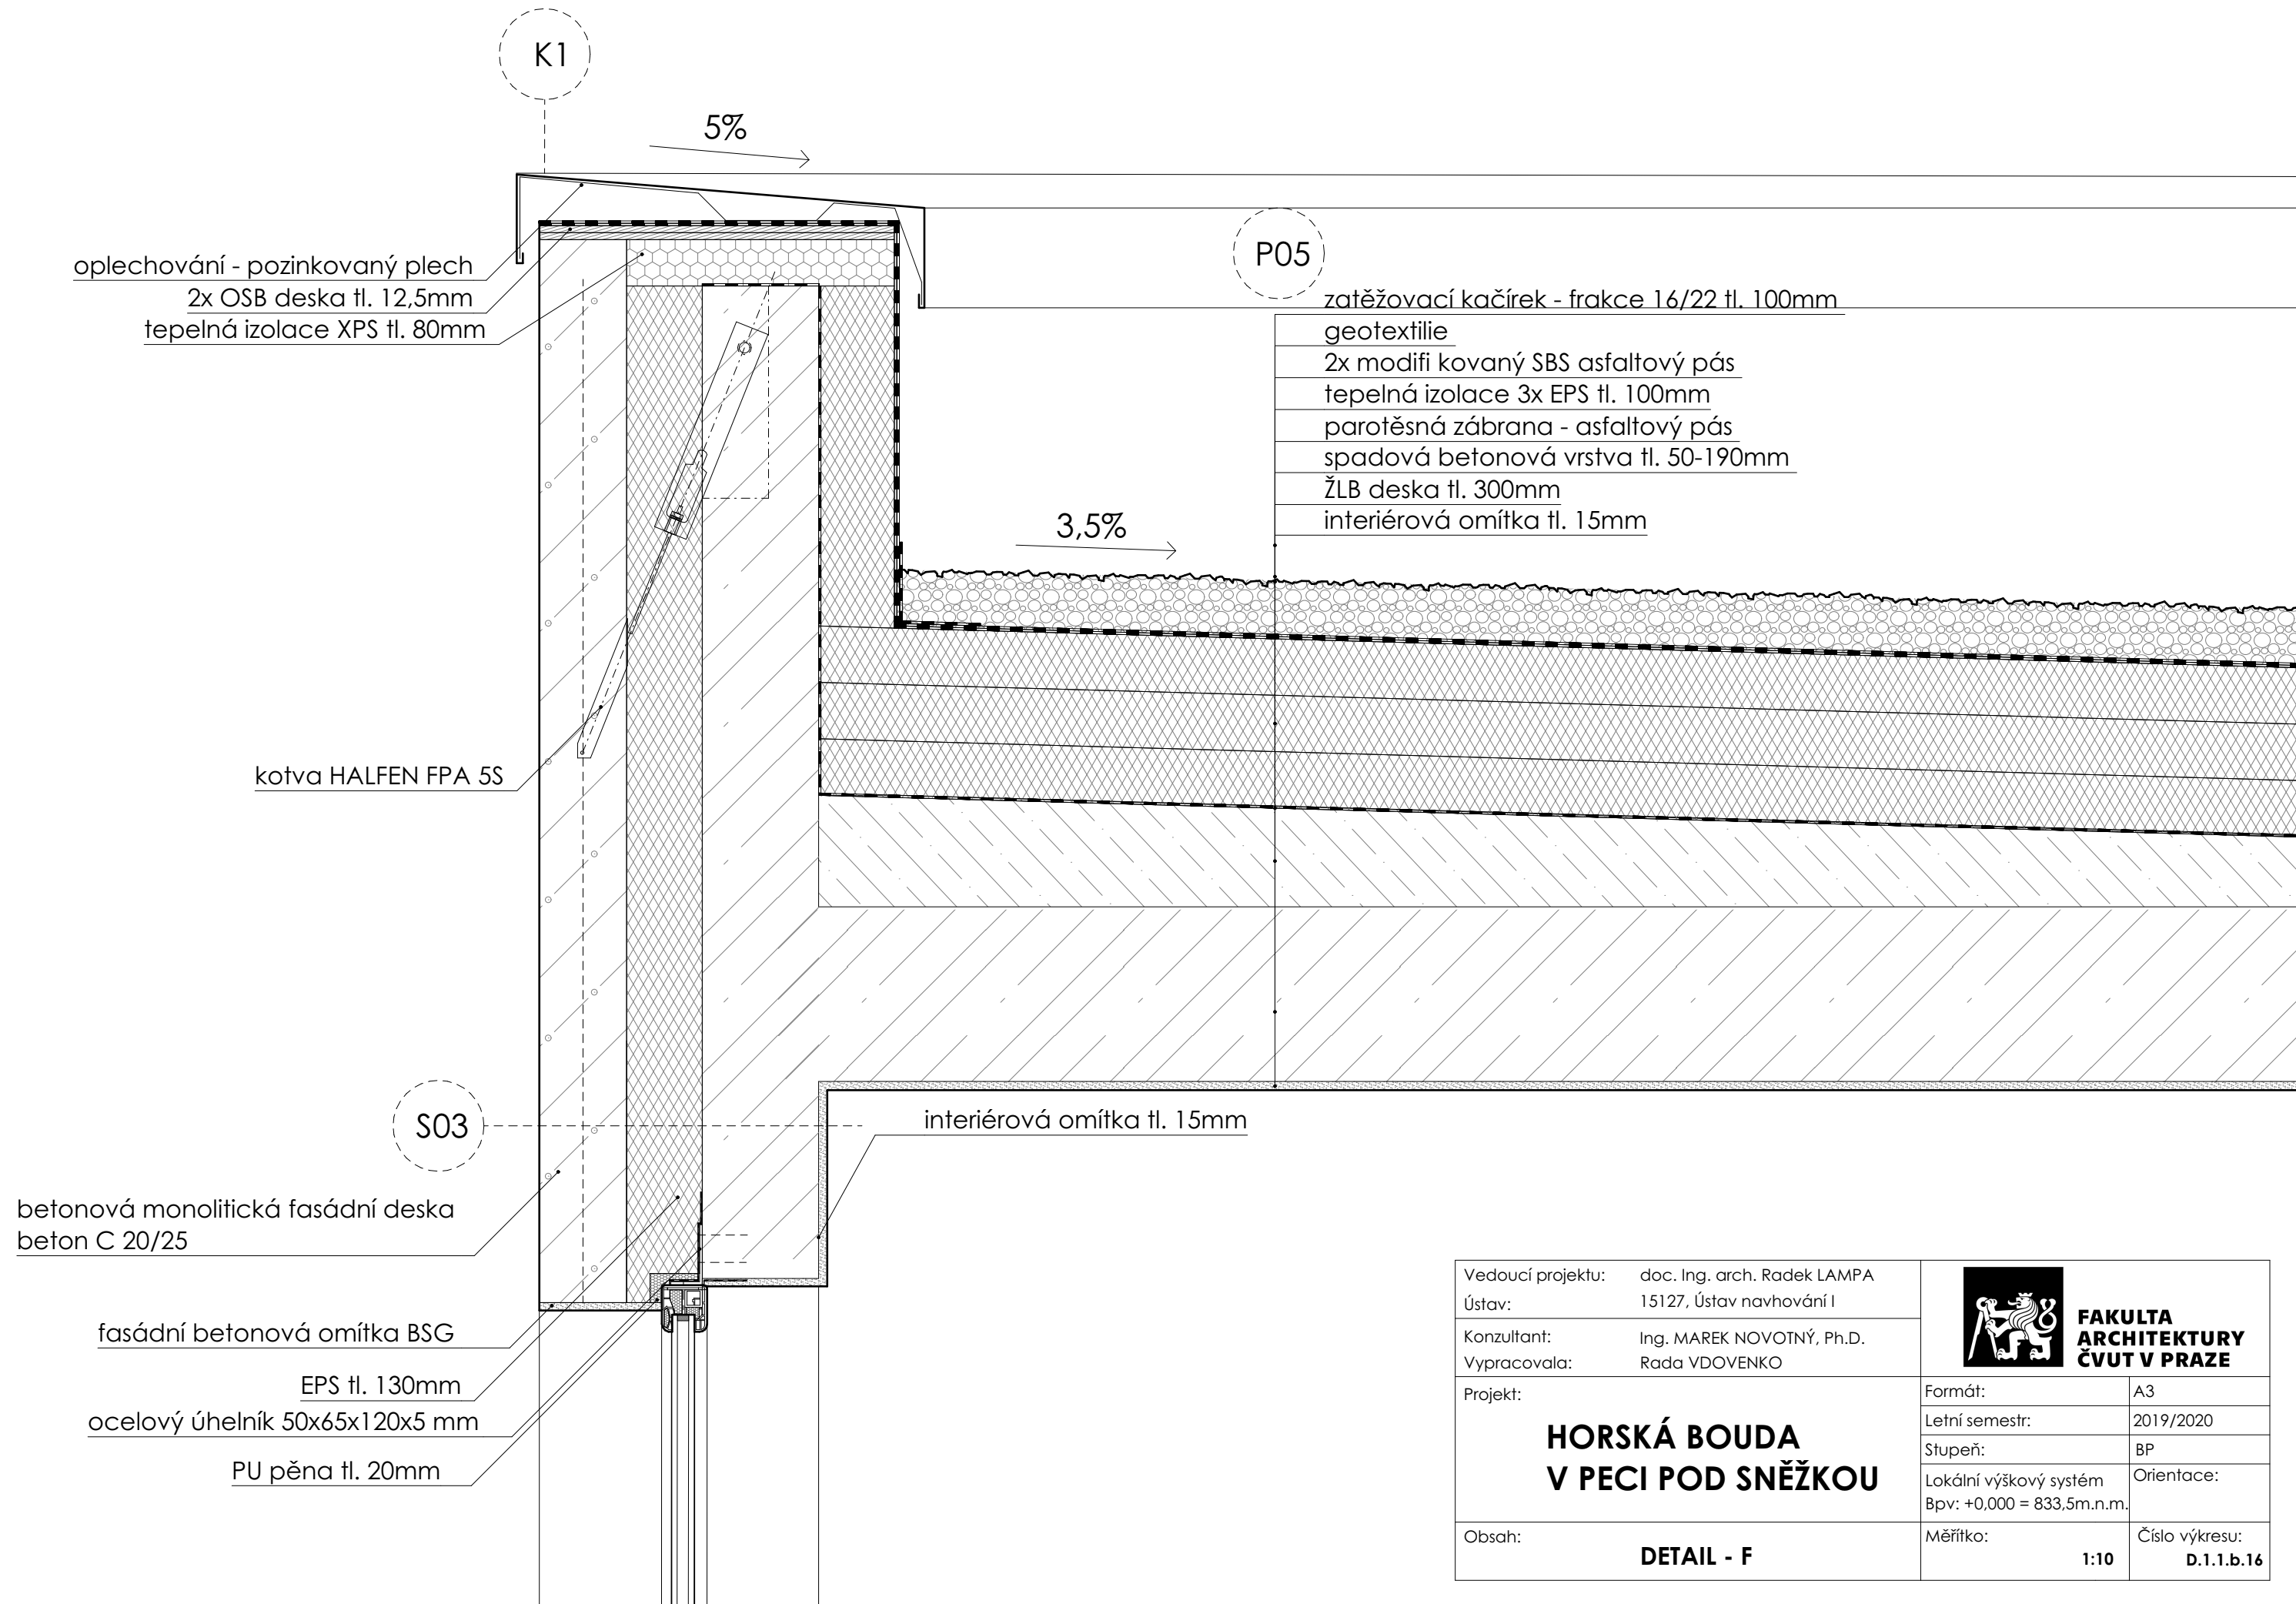 K1
5%
oplechování - pozinkovaný plech
2x OSB deska tl. 12,5mm
tepelná izolace XPS tl. 80mm
P05
zatěžovací kačírek - frakce 16/22 tl. 100mm
geotextilie
2x modifi kovaný SBS asfaltový pás
tepelná izolace 3x EPS tl. 100mm
parotěsná zábrana - asfaltový pás
spadová betonová vrstva tl. 50-190mm
ŽLB deska tl. 300mm
interiérová omítka tl. 15mm
3,5%
kotva HALFEN FPA 5S
S03
interiérová omítka tl. 15mm
betonová monolitická fasádní deska
beton C 20/25
fasádní betonová omítka BSG
EPS tl. 130mm
ocelový úhelník 50x65x120x5 mm
PU pěna tl. 20mm
Vedoucí projektu: doc. Ing. arch. Radek LAMPA
Ústav: 15127, Ústav navhování I
Konzultant: Ing. MAREK NOVOTNÝ, Ph.D.
Vypracovala: Rada VDOVENKO
Projekt:
HORSKÁ BOUDA
V PECI POD SNĚŽKOU
Obsah:
DETAIL - F
FAKULTA
ARCHITEKTURY
ČVUT V PRAZE
Formát: A3
Letní semestr: 2019/2020
Stupeň: BP
Lokální výškový systém
Bpv: +0,000 = 833,5m.n.m.
Orientace:
Měřítko:
1:10
Číslo výkresu:
D.1.1.b.16